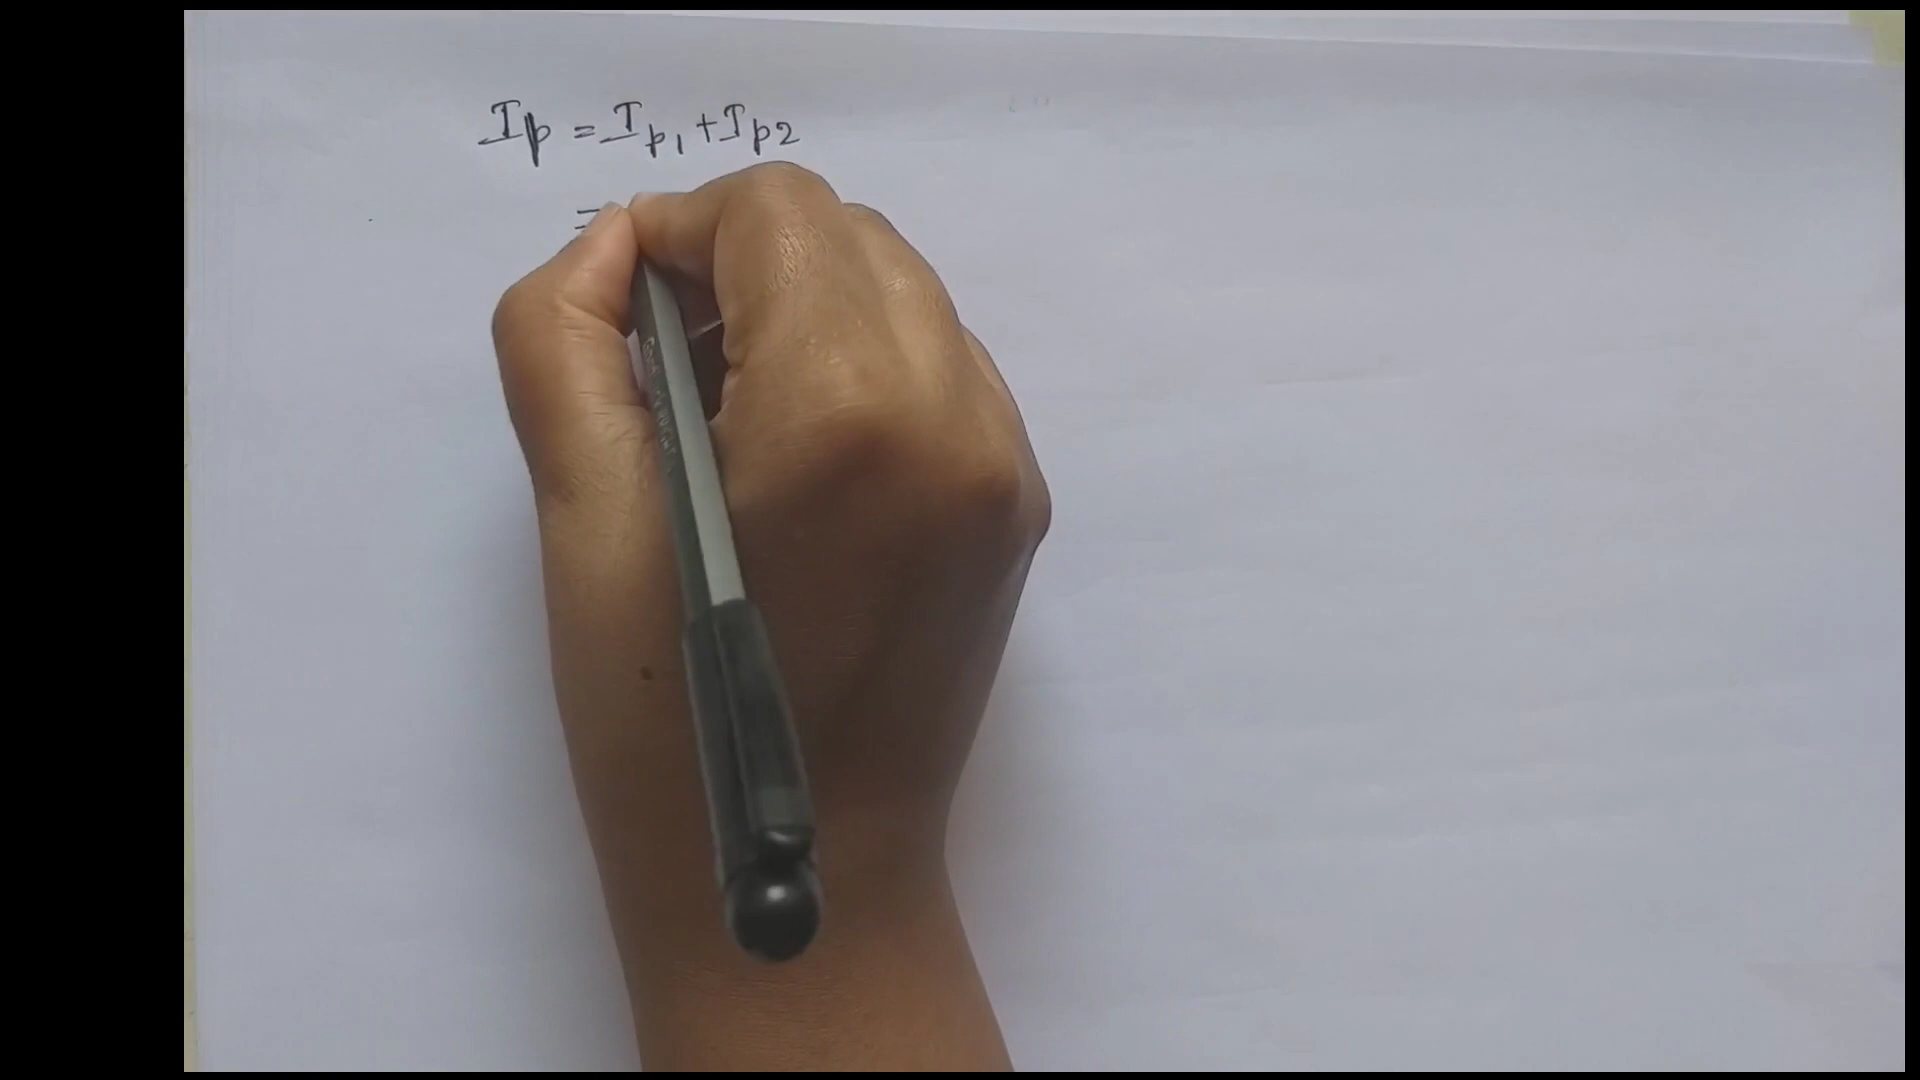 Ip = Ip1 + Ip2
=